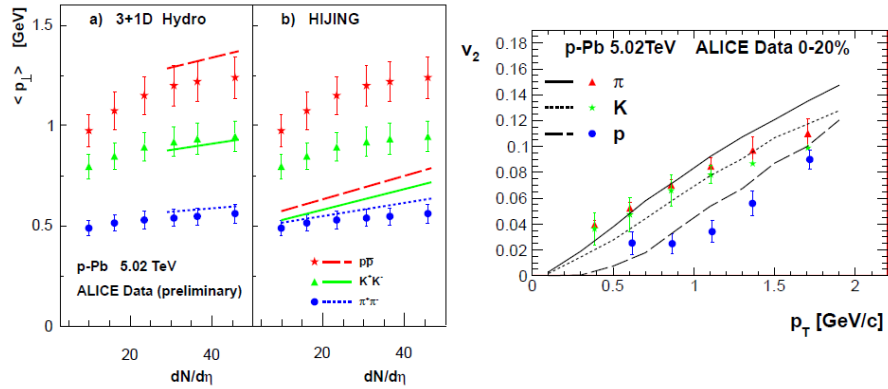 < p⊥ > [GeV]
1.5
1
0.5
0
a) 3+1D Hydro
p-Pb 5.02 TeV
ALICE Data (preliminary)
20
40
dN/dη
b) HIJING
pp̄
K⁺K⁻
π⁺π⁻
20
40
dN/dη
v₂
0.18
0.16
0.14
0.12
0.1
0.08
0.06
0.04
0.02
0
p-Pb 5.02TeV ALICE Data 0-20%
π
K
p
0
0.5
1
1.5
2
p_T [GeV/c]